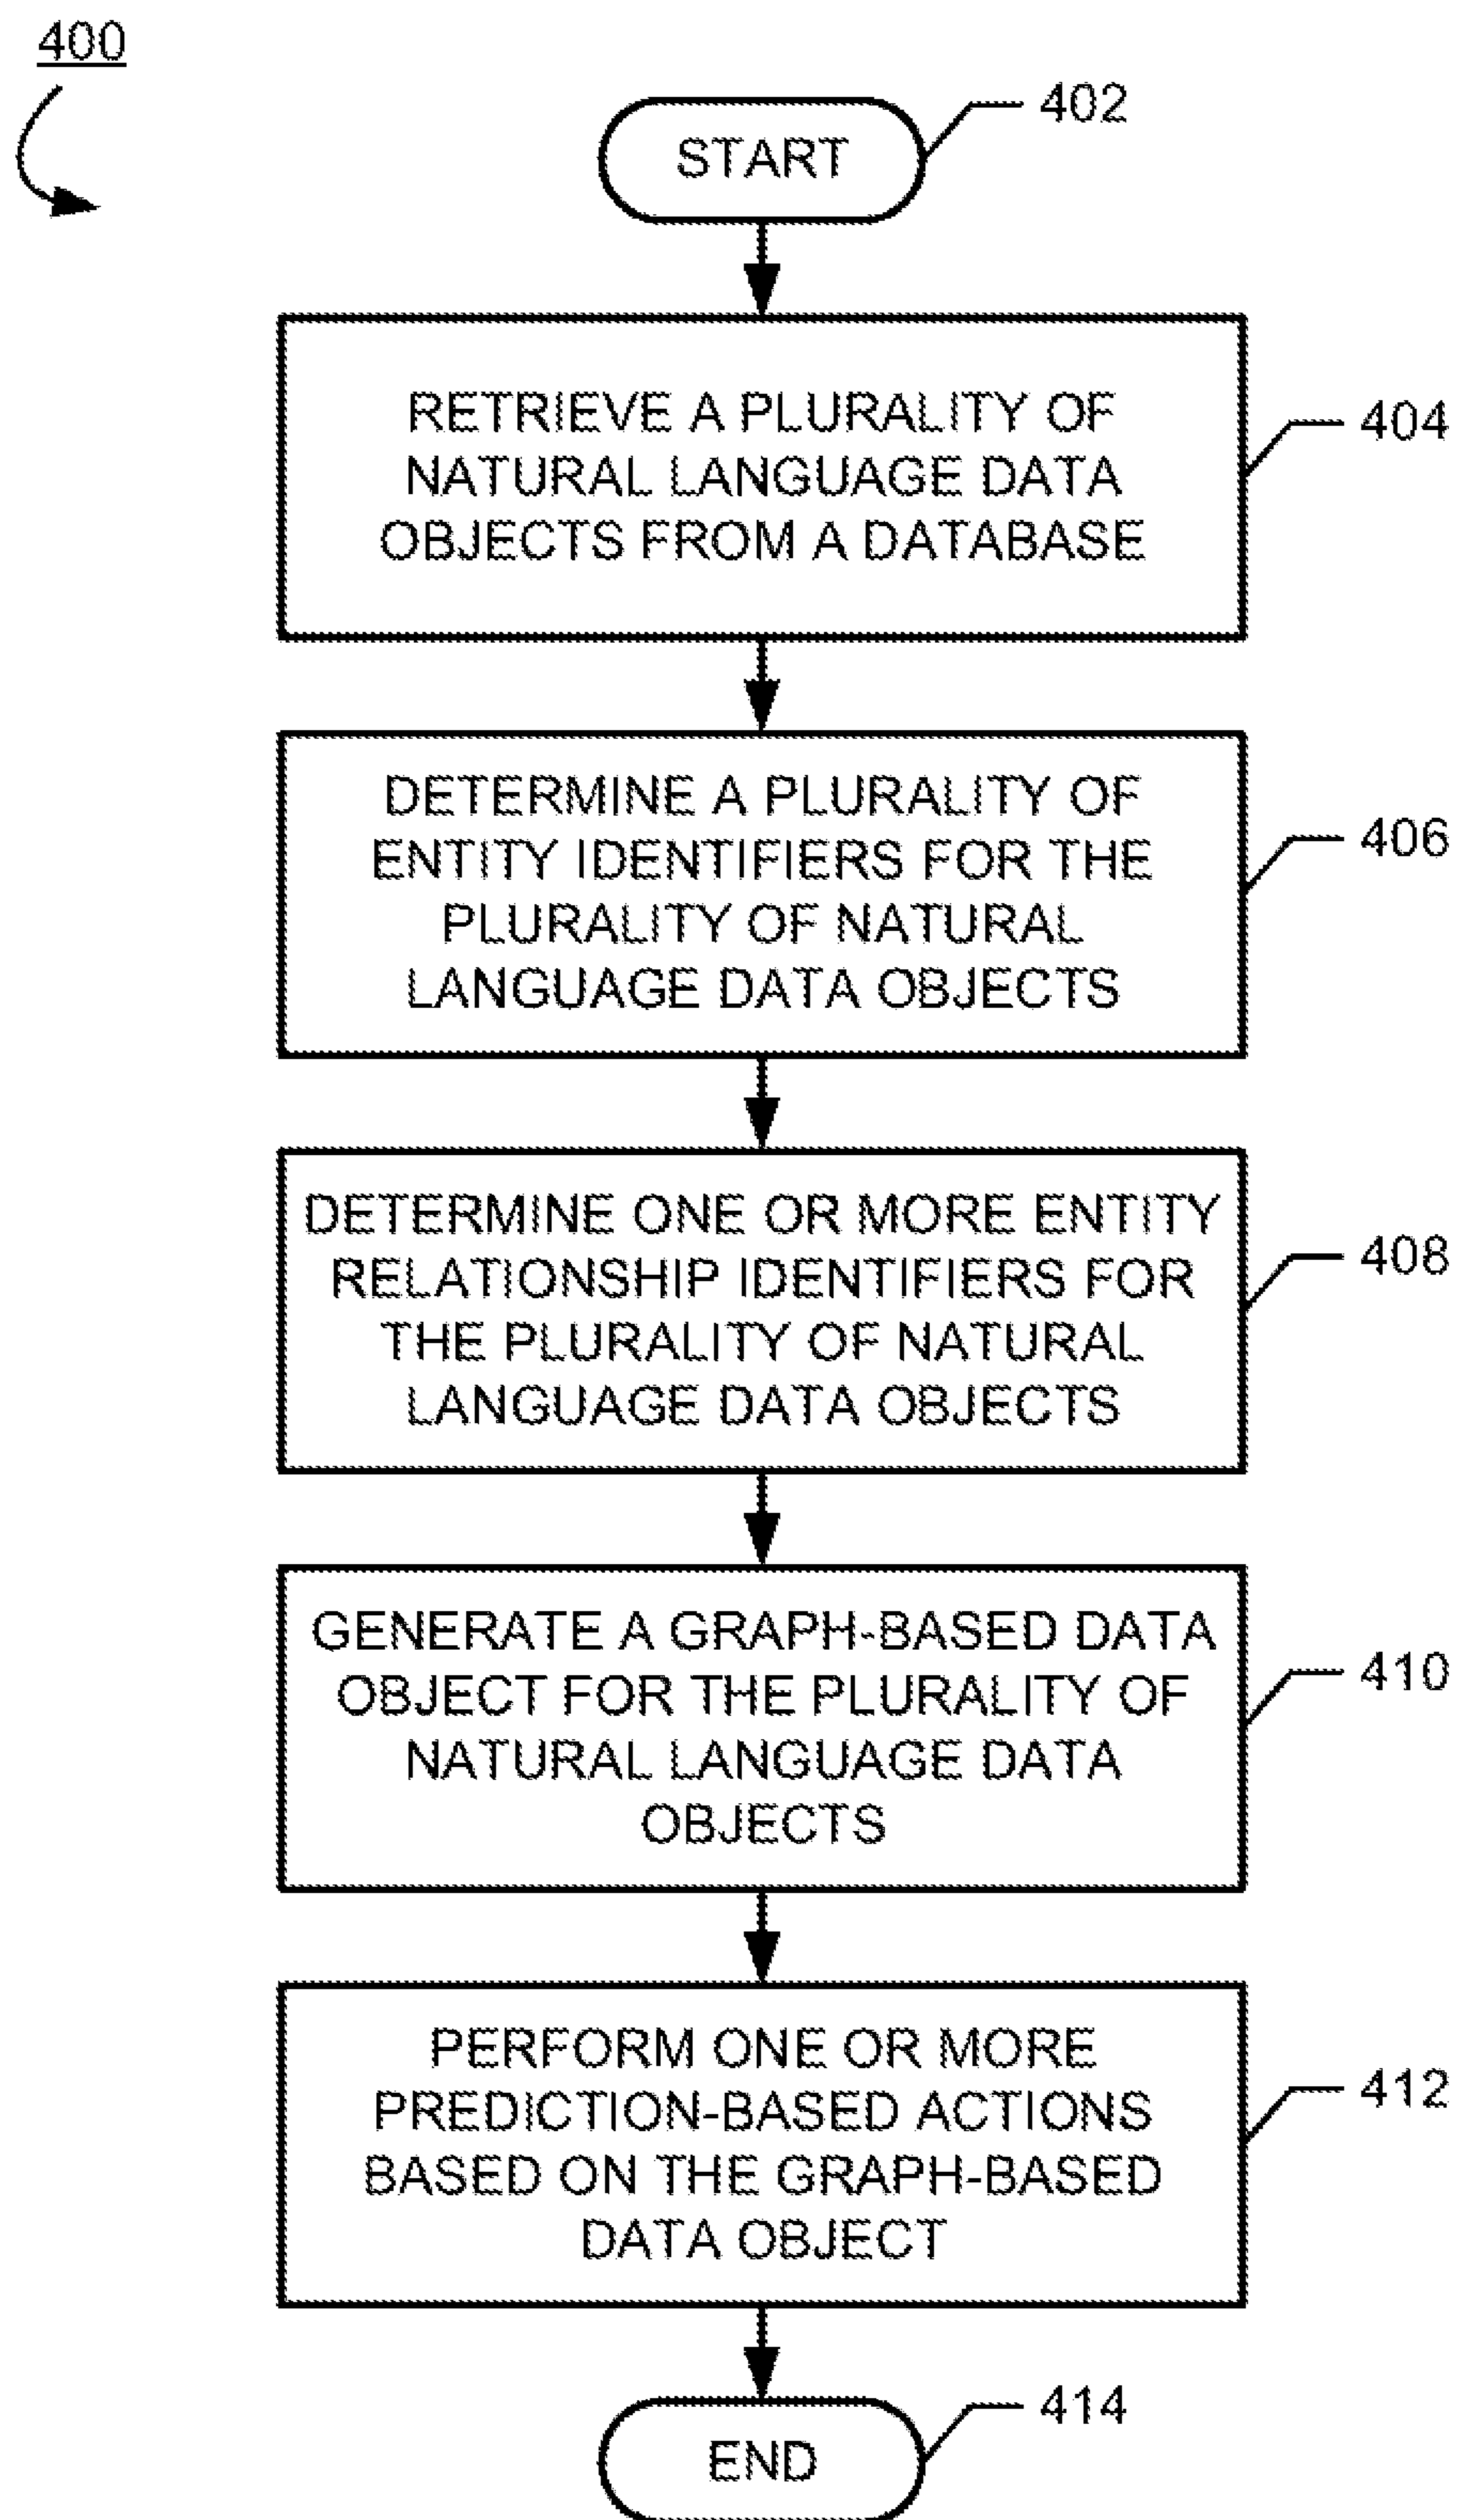 400
402
START
RETRIEVE A PLURALITY OF
NATURAL LANGUAGE DATA
OBJECTS FROM A DATABASE
404
DETERMINE A PLURALITY OF
ENTITY IDENTIFIERS FOR THE
PLURALITY OF NATURAL
LANGUAGE DATA OBJECTS
406
DETERMINE ONE OR MORE ENTITY
RELATIONSHIP IDENTIFIERS FOR
THE PLURALITY OF NATURAL
LANGUAGE DATA OBJECTS
408
GENERATE A GRAPH-BASED DATA
OBJECT FOR THE PLURALITY OF
NATURAL LANGUAGE DATA
OBJECTS
410
PERFORM ONE OR MORE
PREDICTION-BASED ACTIONS
BASED ON THE GRAPH-BASED
DATA OBJECT
412
414
END